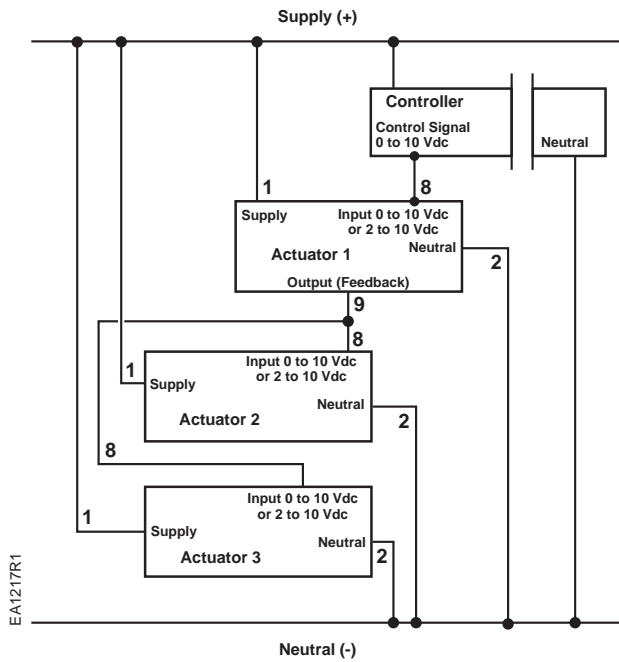 Supply (+)
Controller
Control Signal
0 to 10 Vdc
Neutral
1
8
Supply
Input 0 to 10 Vdc
or 2 to 10 Vdc
Neutral
2
Actuator 1
Output (Feedback)
9
8
Input 0 to 10 Vdc
or 2 to 10 Vdc
1
Supply
Neutral
2
Actuator 2
8
Input 0 to 10 Vdc
or 2 to 10 Vdc
1
Supply
Neutral
2
Actuator 3
EA1217R1
Neutral (-)